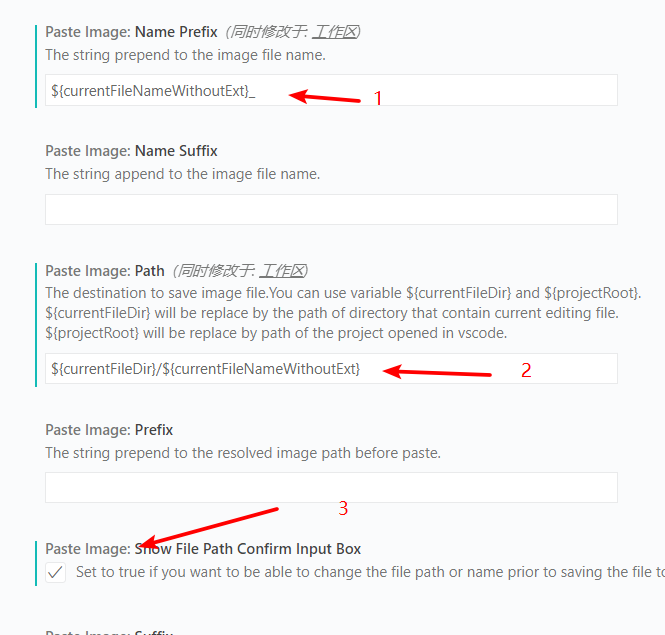 Paste Image: Name Prefix (同时修改于: 工作区)
The string prepend to the image file name.
${currentFileNameWithoutExt}_
1
Paste Image: Name Suffix
The string append to the image file name.
Paste Image: Path (同时修改于: 工作区)
The destination to save image file.You can use variable ${currentFileDir} and ${projectRoot}.
${currentFileDir} will be replace by the path of directory that contain current editing file.
${projectRoot} will be replace by path of the project opened in vscode.
${currentFileDir}/${currentFileNameWithoutExt}
2
Paste Image: Prefix
The string prepend to the resolved image path before paste.
3
Paste Image: Show File Path Confirm Input Box
Set to true if you want to be able to change the file path or name prior to saving the file